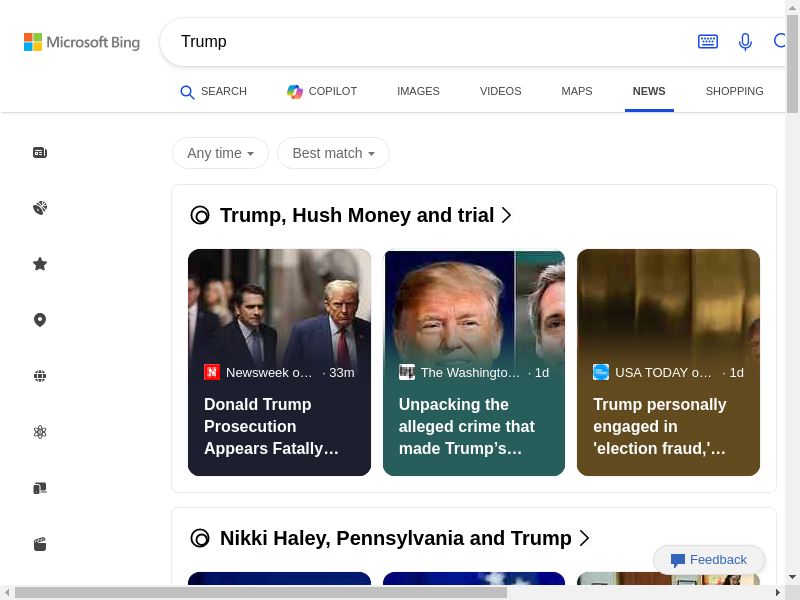 Microsoft Bing
Trump
SEARCH
COPILOT
IMAGES
VIDEOS
MAPS
NEWS
SHOPPING
Any time
Best match
Trump, Hush Money and trial
Newsweek o… · 33m
Donald Trump
Prosecution
Appears Fatally…
The Washingto… · 1d
Unpacking the
alleged crime that
made Trump’s…
USA TODAY o… · 1d
Trump personally
engaged in
'election fraud,'…
Nikki Haley, Pennsylvania and Trump
Feedback